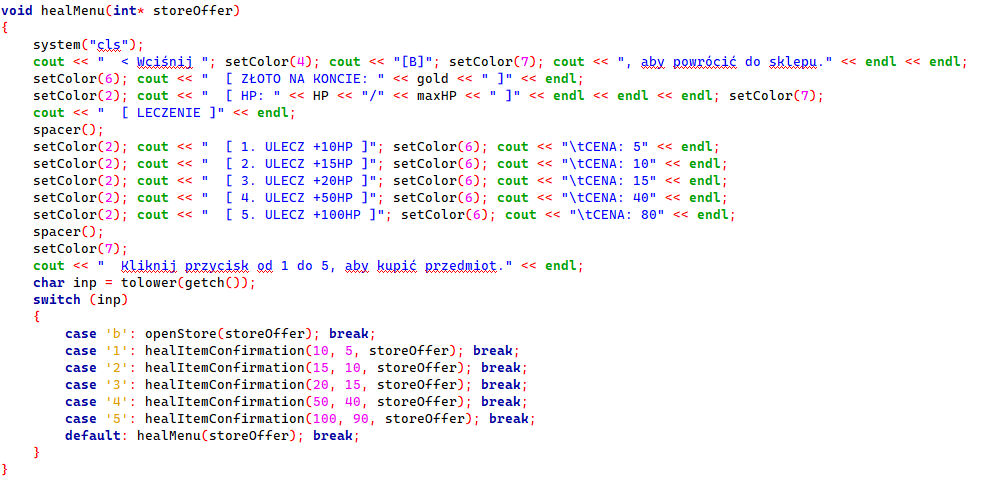 void healMenu(int* storeOffer)
{
    system("cls");
    cout << "  < Wciśnij "; setColor(4); cout << "[B]"; setColor(7); cout << ", aby powrócić do sklepu." << endl << endl;
    setColor(6); cout << "  [ ZŁOTO NA KONCIE: " << gold << " ]" << endl;
    setColor(2); cout << "  [ HP: " << HP << "/" << maxHP << " ]" << endl << endl << endl; setColor(7);
    cout << "  [ LECZENIE ]" << endl;
    spacer();
    setColor(2); cout << "  [ 1. ULECZ +10HP ]"; setColor(6); cout << "\tCENA: 5" << endl;
    setColor(2); cout << "  [ 2. ULECZ +15HP ]"; setColor(6); cout << "\tCENA: 10" << endl;
    setColor(2); cout << "  [ 3. ULECZ +20HP ]"; setColor(6); cout << "\tCENA: 15" << endl;
    setColor(2); cout << "  [ 4. ULECZ +50HP ]"; setColor(6); cout << "\tCENA: 40" << endl;
    setColor(2); cout << "  [ 5. ULECZ +100HP ]"; setColor(6); cout << "\tCENA: 80" << endl;
    spacer();
    setColor(7);
    cout << "  Kliknij przycisk od 1 do 5, aby kupić przedmiot." << endl;
    char inp = tolower(getch());
    switch (inp)
    {
        case 'b': openStore(storeOffer); break;
        case '1': healItemConfirmation(10, 5, storeOffer); break;
        case '2': healItemConfirmation(15, 10, storeOffer); break;
        case '3': healItemConfirmation(20, 15, storeOffer); break;
        case '4': healItemConfirmation(50, 40, storeOffer); break;
        case '5': healItemConfirmation(100, 90, storeOffer); break;
        default: healMenu(storeOffer); break;
    }
}